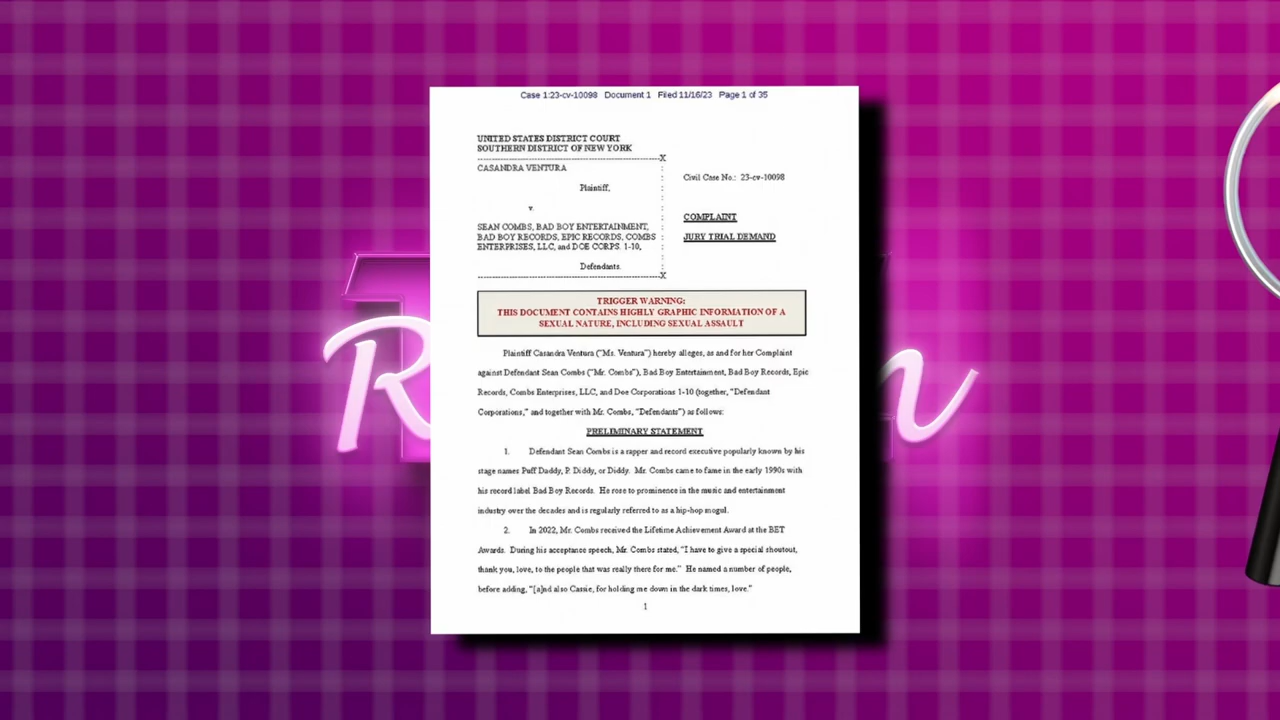 Case 1:23-cv-10098 Document 1 Filed 11/16/23 Page 1 of 35
UNITED STATES DISTRICT COURT
SOUTHERN DISTRICT OF NEW YORK
------------------------------------------------------------X
CASANDRA VENTURA
Plaintiff,
v.
SEAN COMBS, BAD BOY ENTERTAINMENT,
BAD BOY RECORDS, EPIC RECORDS, COMBS
ENTERPRISES, LLC, and DOE CORPS. 1-10,
Defendants.
------------------------------------------------------------X
Civil Case No.: 23-cv-10098
COMPLAINT
JURY TRIAL DEMAND
TRIGGER WARNING:
THIS DOCUMENT CONTAINS HIGHLY GRAPHIC INFORMATION OF A
SEXUAL NATURE, INCLUDING SEXUAL ASSAULT
Plaintiff Casandra Ventura ("Ms. Ventura") hereby alleges, as and for her Complaint
against Defendant Sean Combs ("Mr. Combs"), Bad Boy Entertainment, Bad Boy Records, Epic
Records, Combs Enterprises, LLC, and Doe Corporations 1-10 (together, "Defendant
Corporations," and together with Mr. Combs, "Defendants") as follows:
PRELIMINARY STATEMENT
1. Defendant Sean Combs is a rapper and record executive popularly known by his
stage names Puff Daddy, P. Diddy, or Diddy. Mr. Combs came to fame in the early 1990s with
his record label Bad Boy Records. He rose to prominence in the music and entertainment
industry over the decades and is regularly referred to as a hip-hop mogul.
2. In 2022, Mr. Combs received the Lifetime Achievement Award at the BET
Awards. During his acceptance speech, Mr. Combs stated, "I have to give a special shoutout,
thank you, love, to the people that was really there for me." He named a number of people,
before adding, "[a]nd also Cassie, for holding me down in the dark times, love."
1